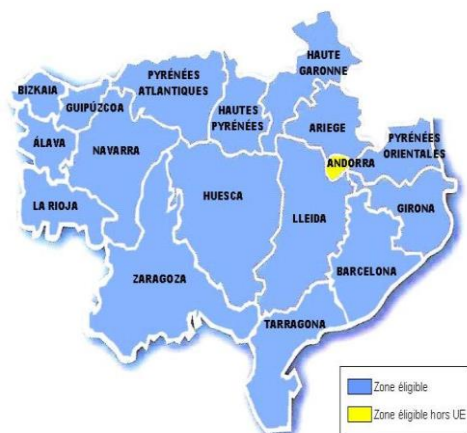 HAUTE
GARONNE
PYRÉNÉES
ATLANTIQUES
BIZKAIA
GUIPÚZCOA
HAUTES
PYRÉNÉES
ARIEGE
PYRÉNÉES
ORIENTALES
ÁLAVA
NAVARRA
ANDORRA
LA RIOJA
HUESCA
LLEIDA
GIRONA
ZARAGOZA
BARCELONA
TARRAGONA
Zone éligible
Zone éligible hors UE